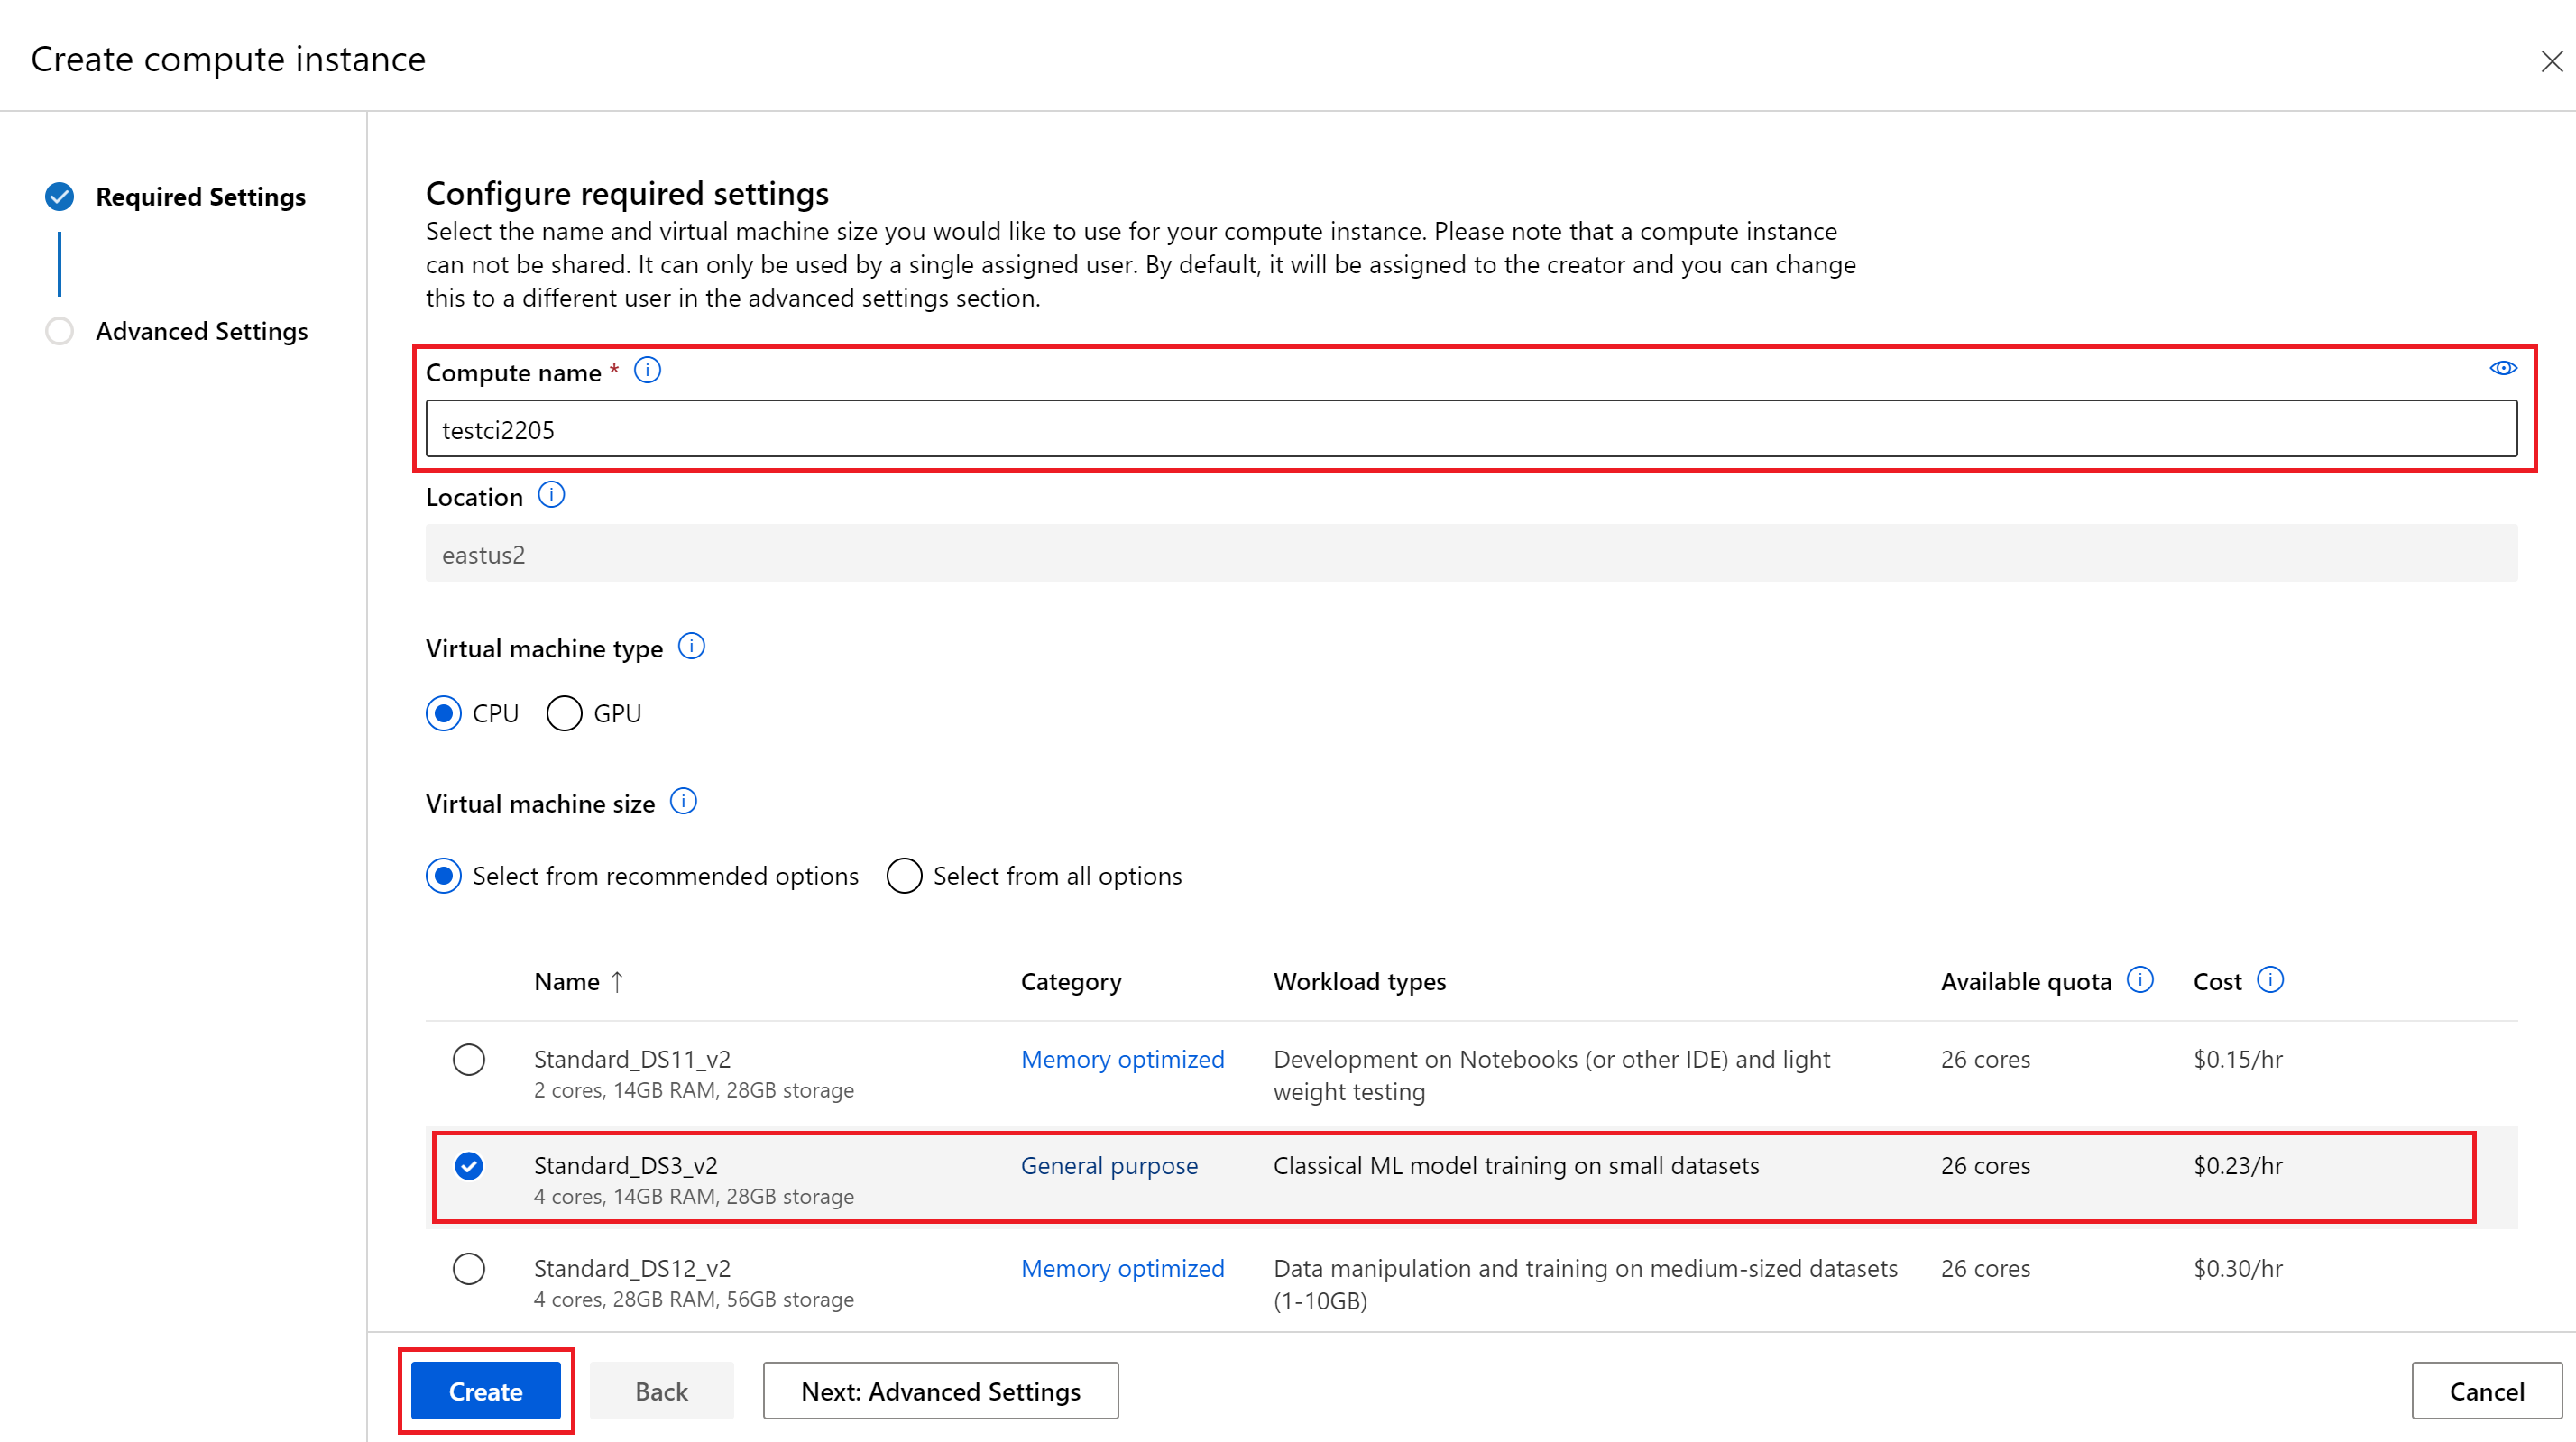 Create compute instance
Required Settings
Advanced Settings
Configure required settings
Select the name and virtual machine size you would like to use for your compute instance. Please note that a compute instance
can not be shared. It can only be used by a single assigned user. By default, it will be assigned to the creator and you can change
this to a different user in the advanced settings section.
Compute name *
testci2205
Location
eastus2
Virtual machine type
CPU GPU
Virtual machine size
Select from recommended options Select from all options
Name ↑ Category Workload types Available quota Cost
Standard_DS11_v2 Memory optimized Development on Notebooks (or other IDE) and light 26 cores $0.15/hr
2 cores, 14GB RAM, 28GB storage weight testing
Standard_DS3_v2 General purpose Classical ML model training on small datasets 26 cores $0.23/hr
4 cores, 14GB RAM, 28GB storage
Standard_DS12_v2 Memory optimized Data manipulation and training on medium-sized datasets 26 cores $0.30/hr
4 cores, 28GB RAM, 56GB storage (1-10GB)
Create Back Next: Advanced Settings Cancel